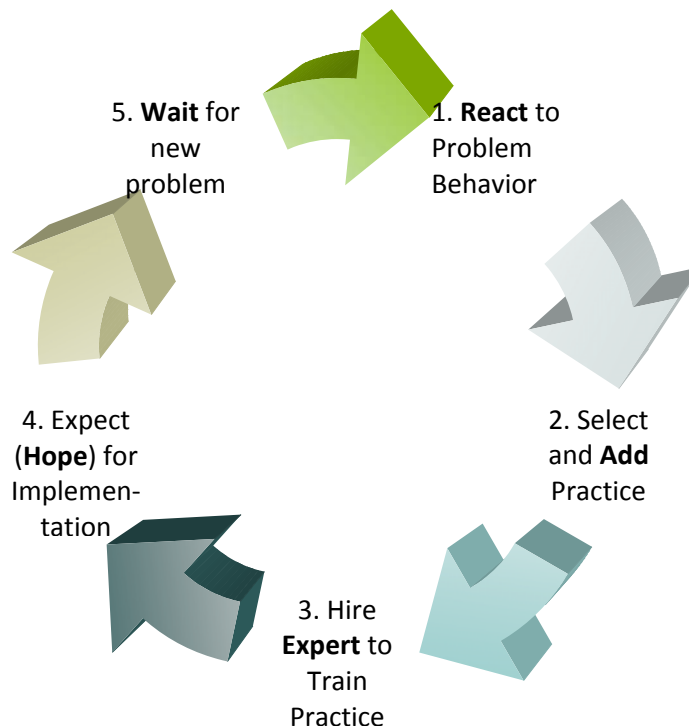 1. React to
Problem
Behavior
2. Select
and Add
Practice
3. Hire
Expert to
Train
Practice
4. Expect
(Hope) for
Implemen-
tation
5. Wait for
new
problem